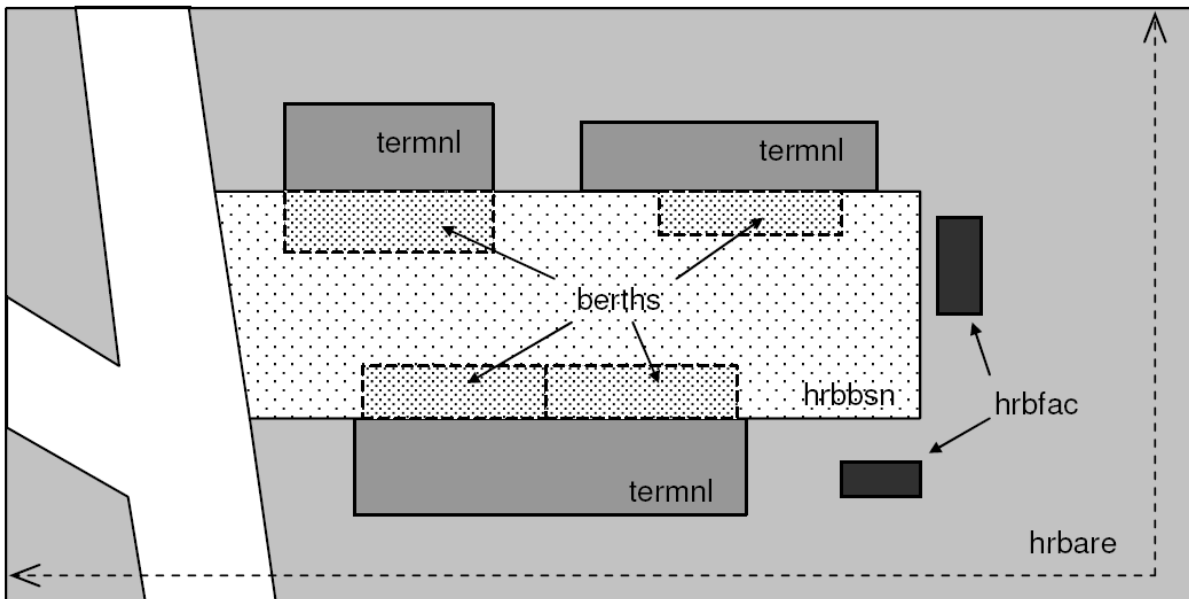 termnl
termnl
berths
hrbbsn
hrbfac
termnl
hrbare